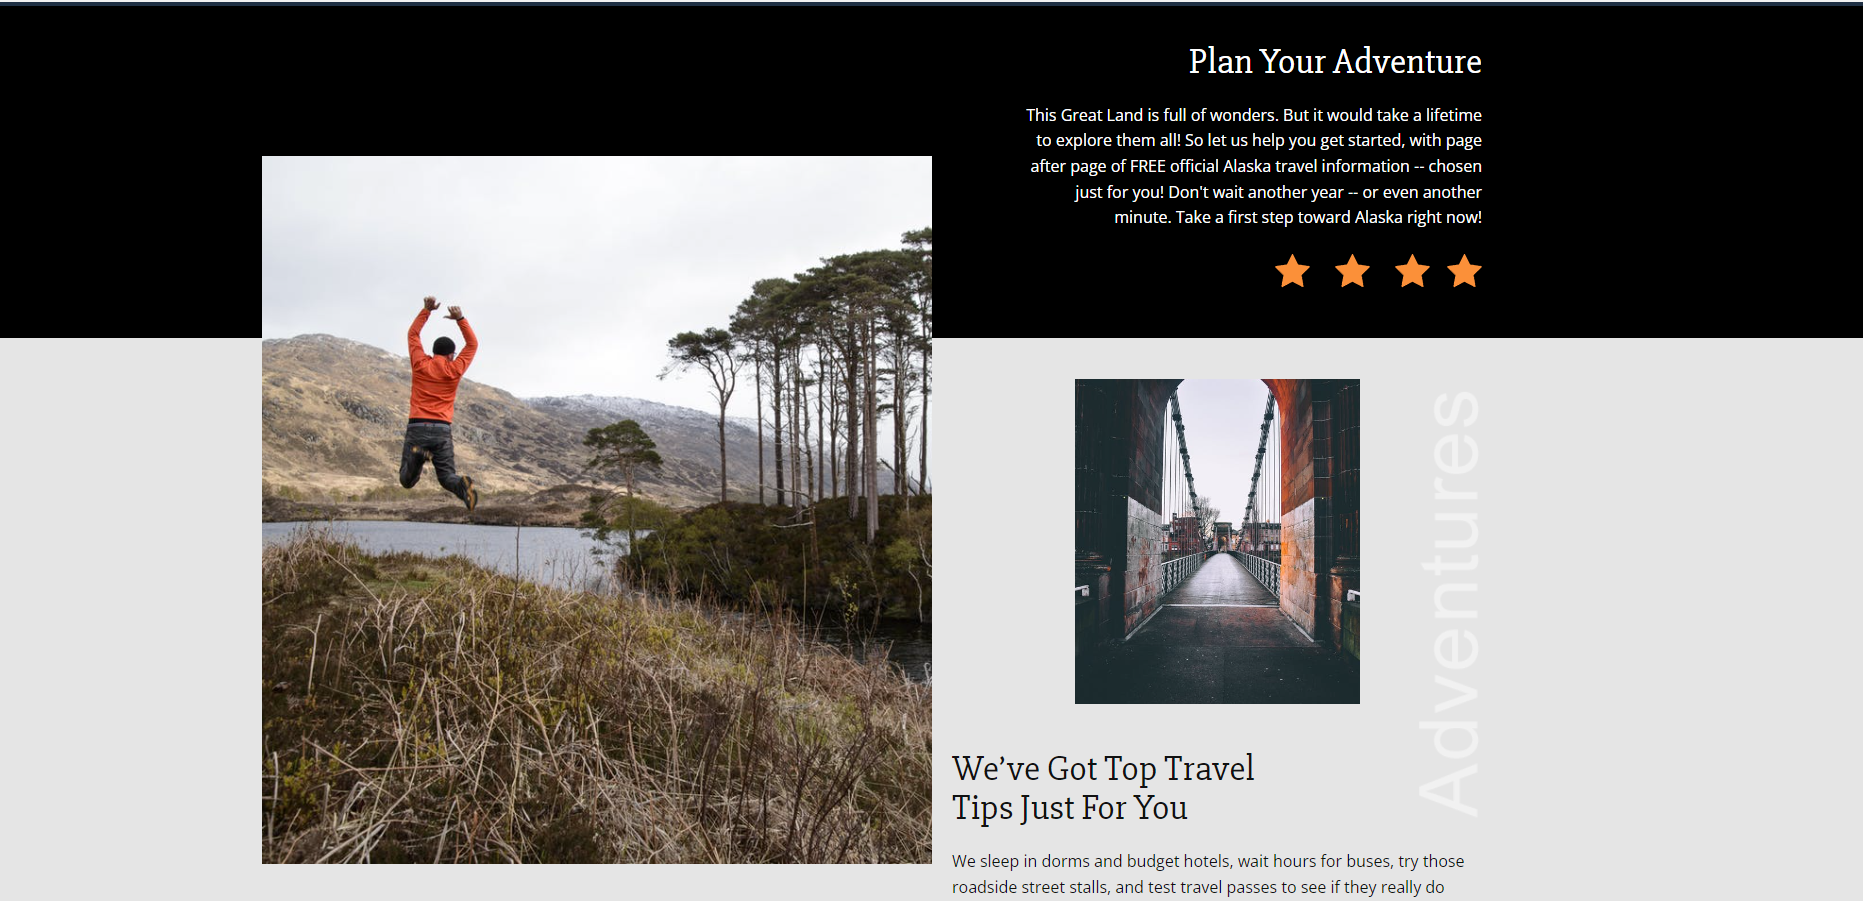 Plan Your Adventure
This Great Land is full of wonders. But it would take a lifetime
to explore them all! So let us help you get started, with page
after page of FREE official Alaska travel information -- chosen
just for you! Don't wait another year -- or even another
minute. Take a first step toward Alaska right now!
Adventures
We’ve Got Top Travel
Tips Just For You
We sleep in dorms and budget hotels, wait hours for buses, try those
roadside street stalls, and test travel passes to see if they really do